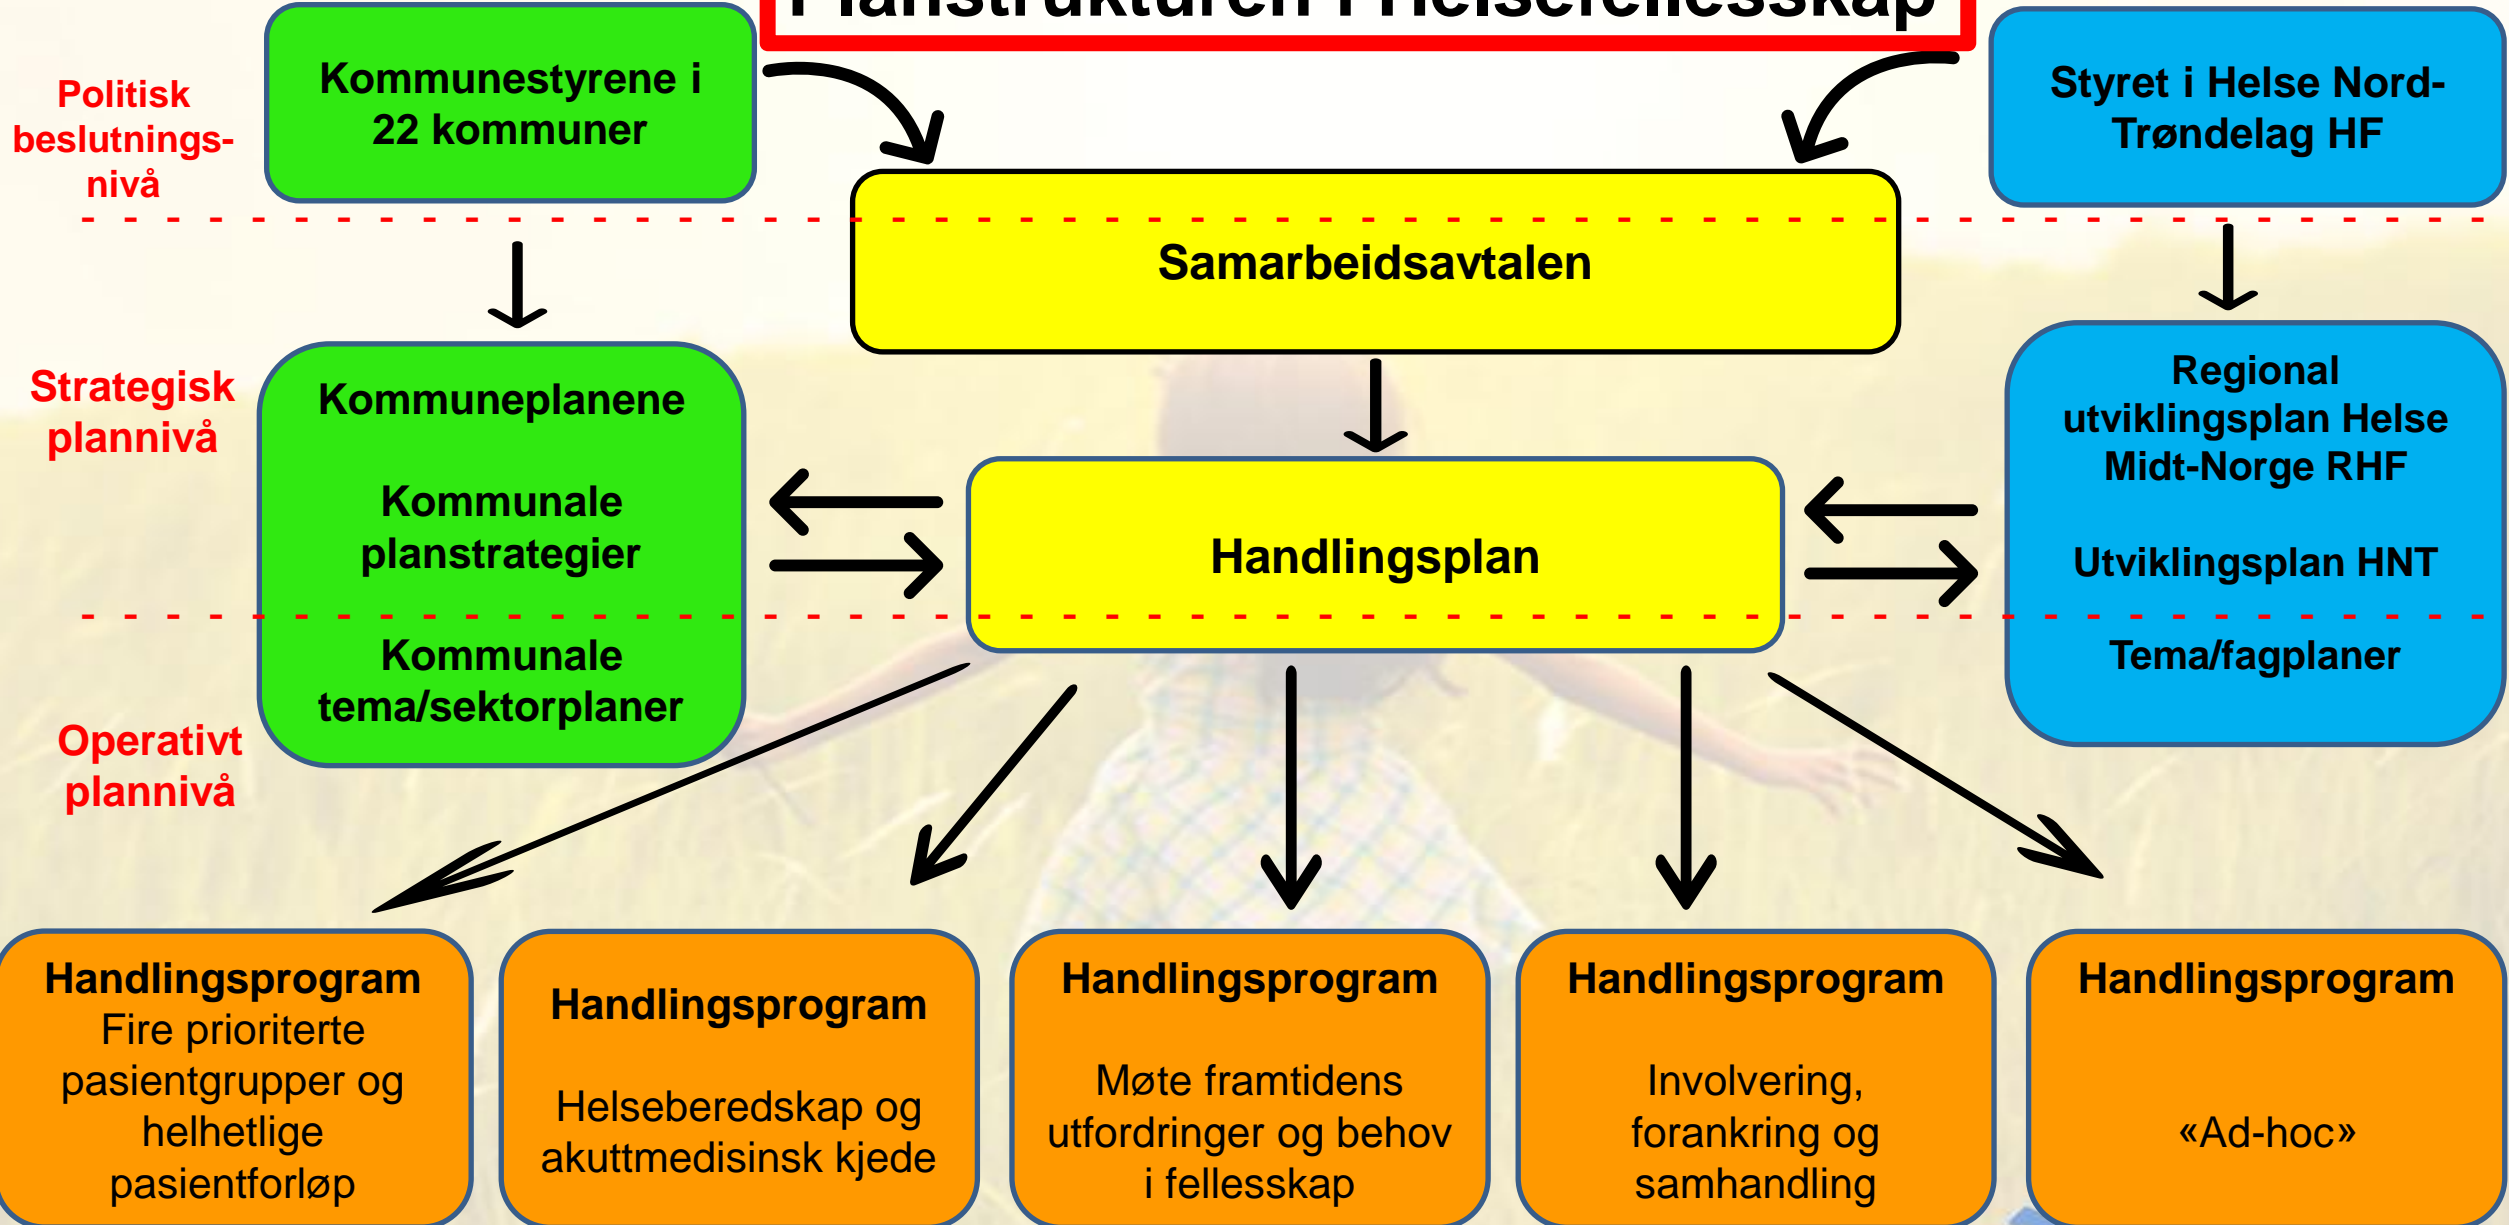 Planstrukturen i Helsefellesskap
Kommunestyrene i
22 kommuner
Styret i Helse Nord-
Trøndelag HF
Politisk
beslutnings-
nivå
Samarbeidsavtalen
Strategisk
plannivå
Kommuneplanene
Kommunale
planstrategier
Kommunale
tema/sektorplaner
Handlingsplan
Regional
utviklingsplan Helse
Midt-Norge RHF
Utviklingsplan HNT
Tema/fagplaner
Operativt
plannivå
Handlingsprogram
Fire prioriterte
pasientgrupper og
helhetlige
pasientforløp
Handlingsprogram
Helseberedskap og
akuttmedisinsk kjede
Handlingsprogram
Møte framtidens
utfordringer og behov
i fellesskap
Handlingsprogram
Involvering,
forankring og
samhandling
Handlingsprogram
«Ad-hoc»